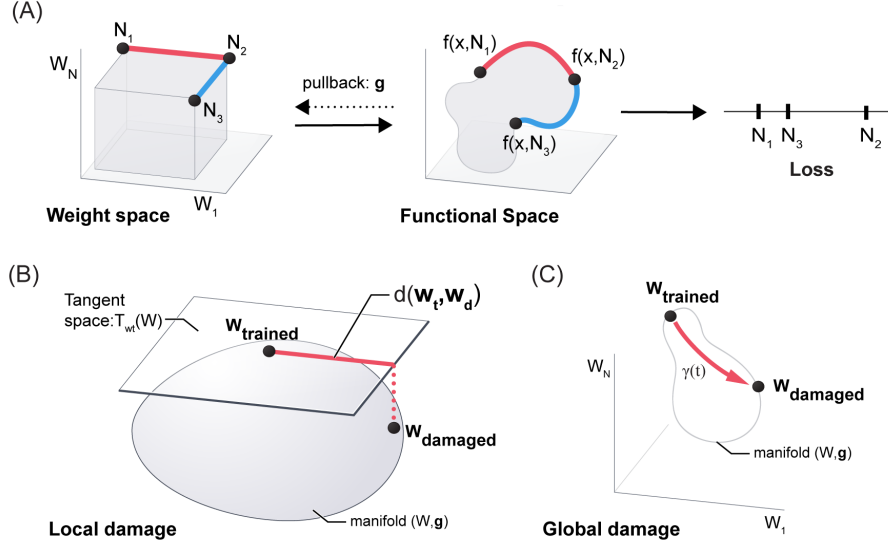 (A)
N1
N2
N3
WN
W1
Weight space
pullback: g
f(x,N1)
f(x,N2)
f(x,N3)
Functional Space
N1 N3 N2
Loss
(B)
Tangent
space:Twt(W)
wtrained
d(wt,wd)
wdamaged
manifold (W,g)
Local damage
(C)
wtrained
WN
γ(t)
wdamaged
manifold (W,g)
W1
Global damage